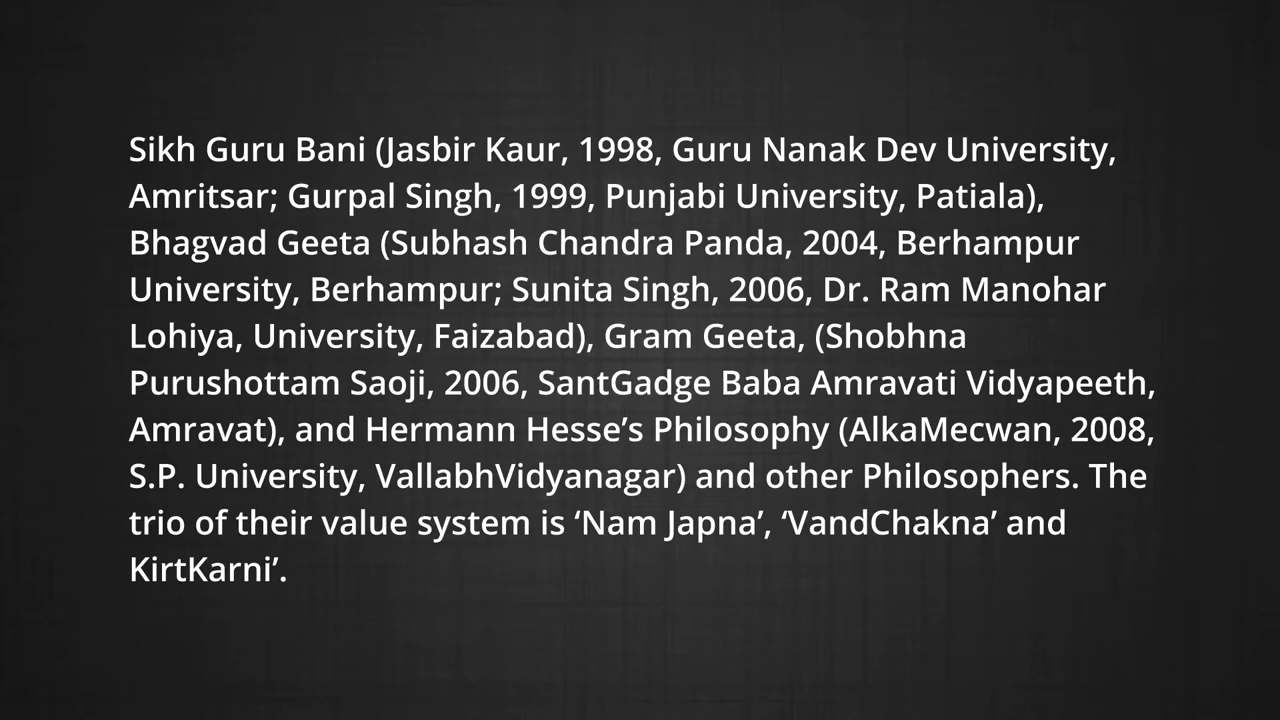 Sikh Guru Bani (Jasbir Kaur, 1998, Guru Nanak Dev University,
Amritsar; Gurpal Singh, 1999, Punjabi University, Patiala),
Bhagvad Geeta (Subhash Chandra Panda, 2004, Berhampur
University, Berhampur; Sunita Singh, 2006, Dr. Ram Manohar
Lohiya, University, Faizabad), Gram Geeta, (Shobhna
Purushottam Saoji, 2006, SantGadge Baba Amravati Vidyapeeth,
Amravat), and Hermann Hesse’s Philosophy (AlkaMecwan, 2008,
S.P. University, VallabhVidyanagar) and other Philosophers. The
trio of their value system is ‘Nam Japna’, ‘VandChakna’ and
KirtKarni’.